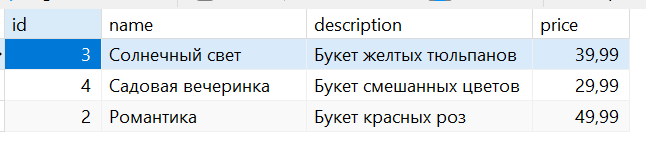 id name description price
3 Солнечный свет Букет желтых тюльпанов 39,99
4 Садовая вечеринка Букет смешанных цветов 29,99
2 Романтика Букет красных роз 49,99